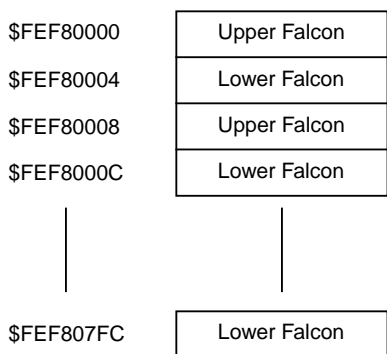 $FEF80000 Upper Falcon
$FEF80004 Lower Falcon
$FEF80008 Upper Falcon
$FEF8000C Lower Falcon
$FEF807FC Lower Falcon